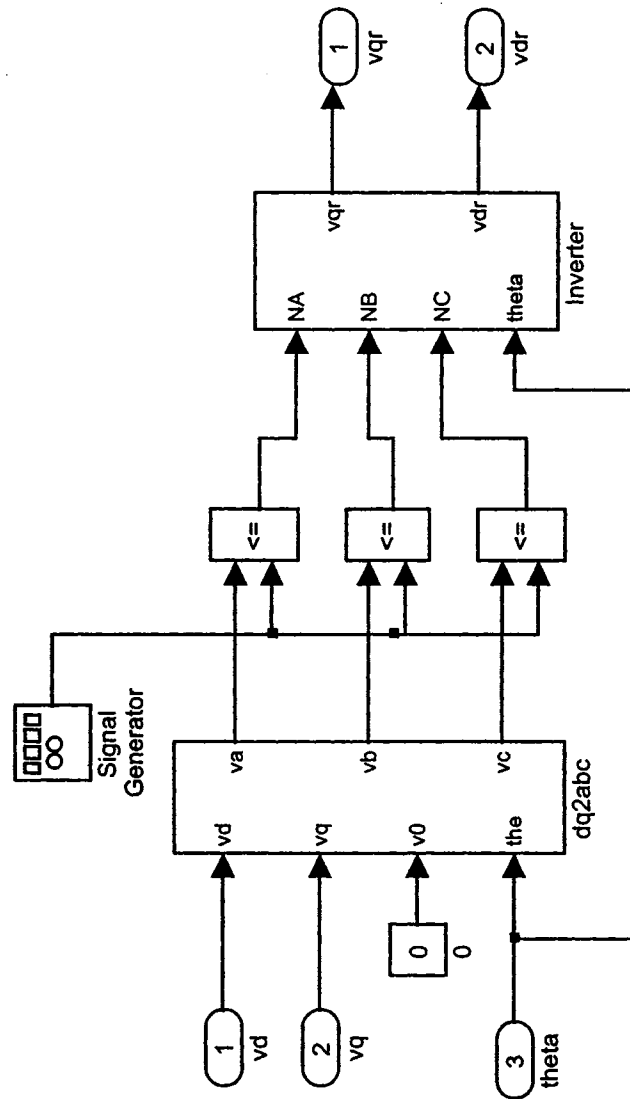 Signal
Generator
1
vd
2
vq
0
0
3
theta
vd
vq
v0
the
va
vb
vc
dq2abc
<=
<=
<=
NA
NB
NC
theta
vqr
vdr
Inverter
1
vqr
2
vdr